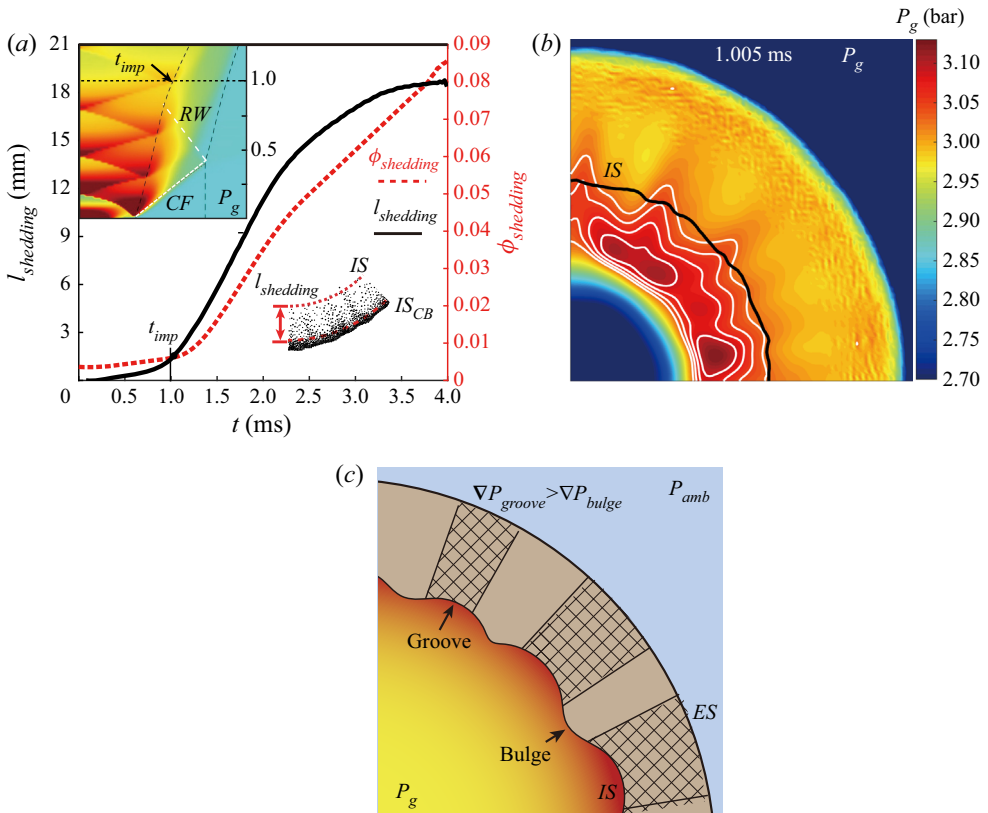 (a)
21
18
15
12
9
6
3
0
l_shedding (mm)
t_imp
RW
CF
P_g
1.0
0.5
ϕ_shedding
l_shedding
l_shedding
IS
IS_CB
t_imp
0.5
1.0
1.5
2.0
2.5
3.0
3.5
4.0
t (ms)
0.09
0.08
0.07
0.06
0.05
0.04
0.03
0.02
0.01
0
ϕ_shedding
(b)
1.005 ms
P_g
IS
P_g (bar)
3.10
3.05
3.00
2.95
2.90
2.85
2.80
2.75
2.70
(c)
∇P_groove>∇P_bulge
P_amb
Groove
Bulge
ES
IS
P_g